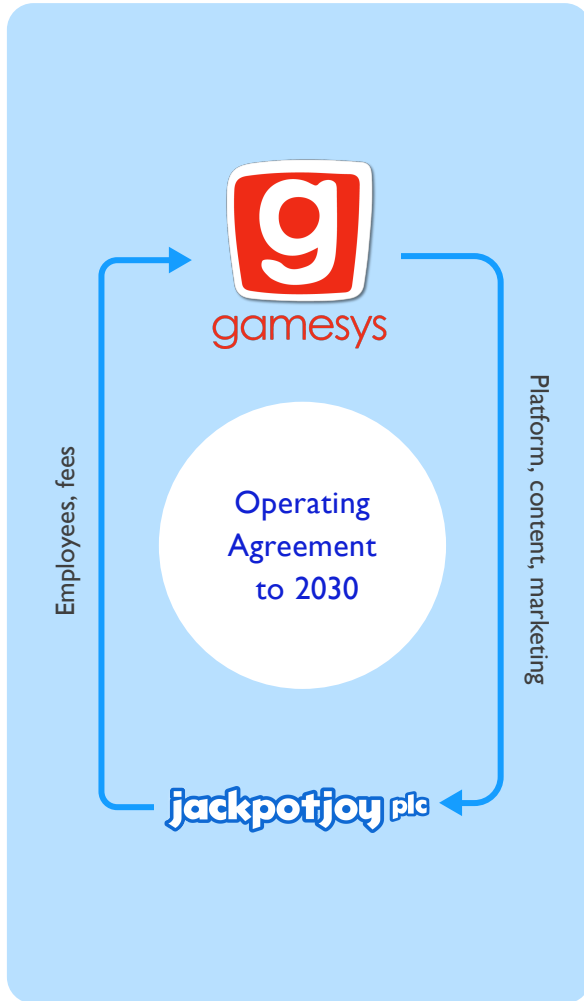 g
gamesys
Employees, fees
Platform, content, marketing
Operating
Agreement
to 2030
jackpotjoy plc